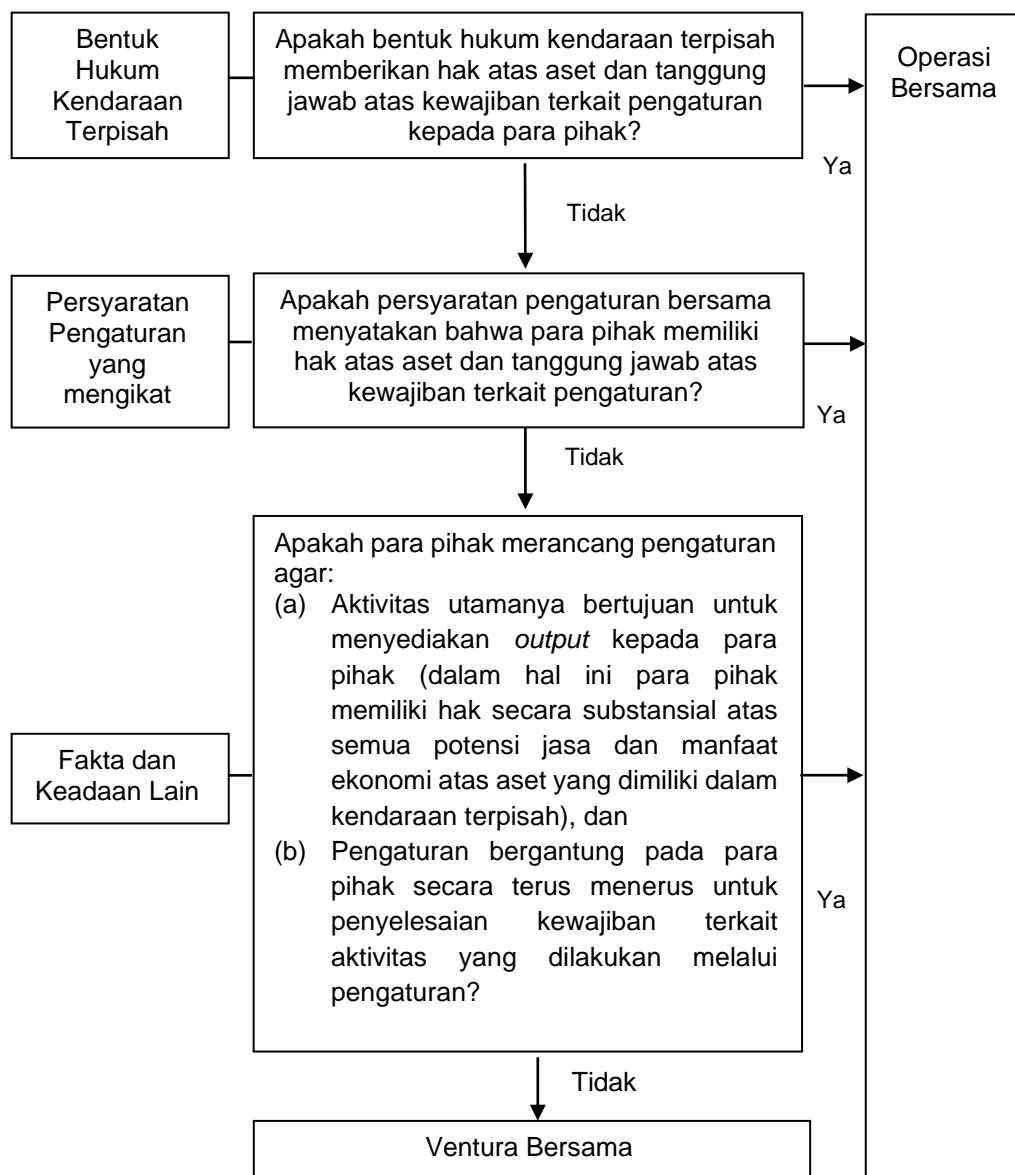 Bentuk
Hukum
Kendaraan
Terpisah
Apakah bentuk hukum kendaraan terpisah
memberikan hak atas aset dan tanggung
jawab atas kewajiban terkait pengaturan
kepada para pihak?
Operasi
Bersama
Ya
Tidak
Persyaratan
Pengaturan
yang
mengikat
Apakah persyaratan pengaturan bersama
menyatakan bahwa para pihak memiliki
hak atas aset dan tanggung jawab atas
kewajiban terkait pengaturan?
Ya
Tidak
Fakta dan
Keadaan Lain
Apakah para pihak merancang pengaturan
agar:
(a) Aktivitas utamanya bertujuan untuk
menyediakan output kepada para
pihak (dalam hal ini para pihak
memiliki hak secara substansial atas
semua potensi jasa dan manfaat
ekonomi atas aset yang dimiliki dalam
kendaraan terpisah), dan
(b) Pengaturan bergantung pada para
pihak secara terus menerus untuk
penyelesaian kewajiban terkait
aktivitas yang dilakukan melalui
pengaturan?
Ya
Tidak
Ventura Bersama